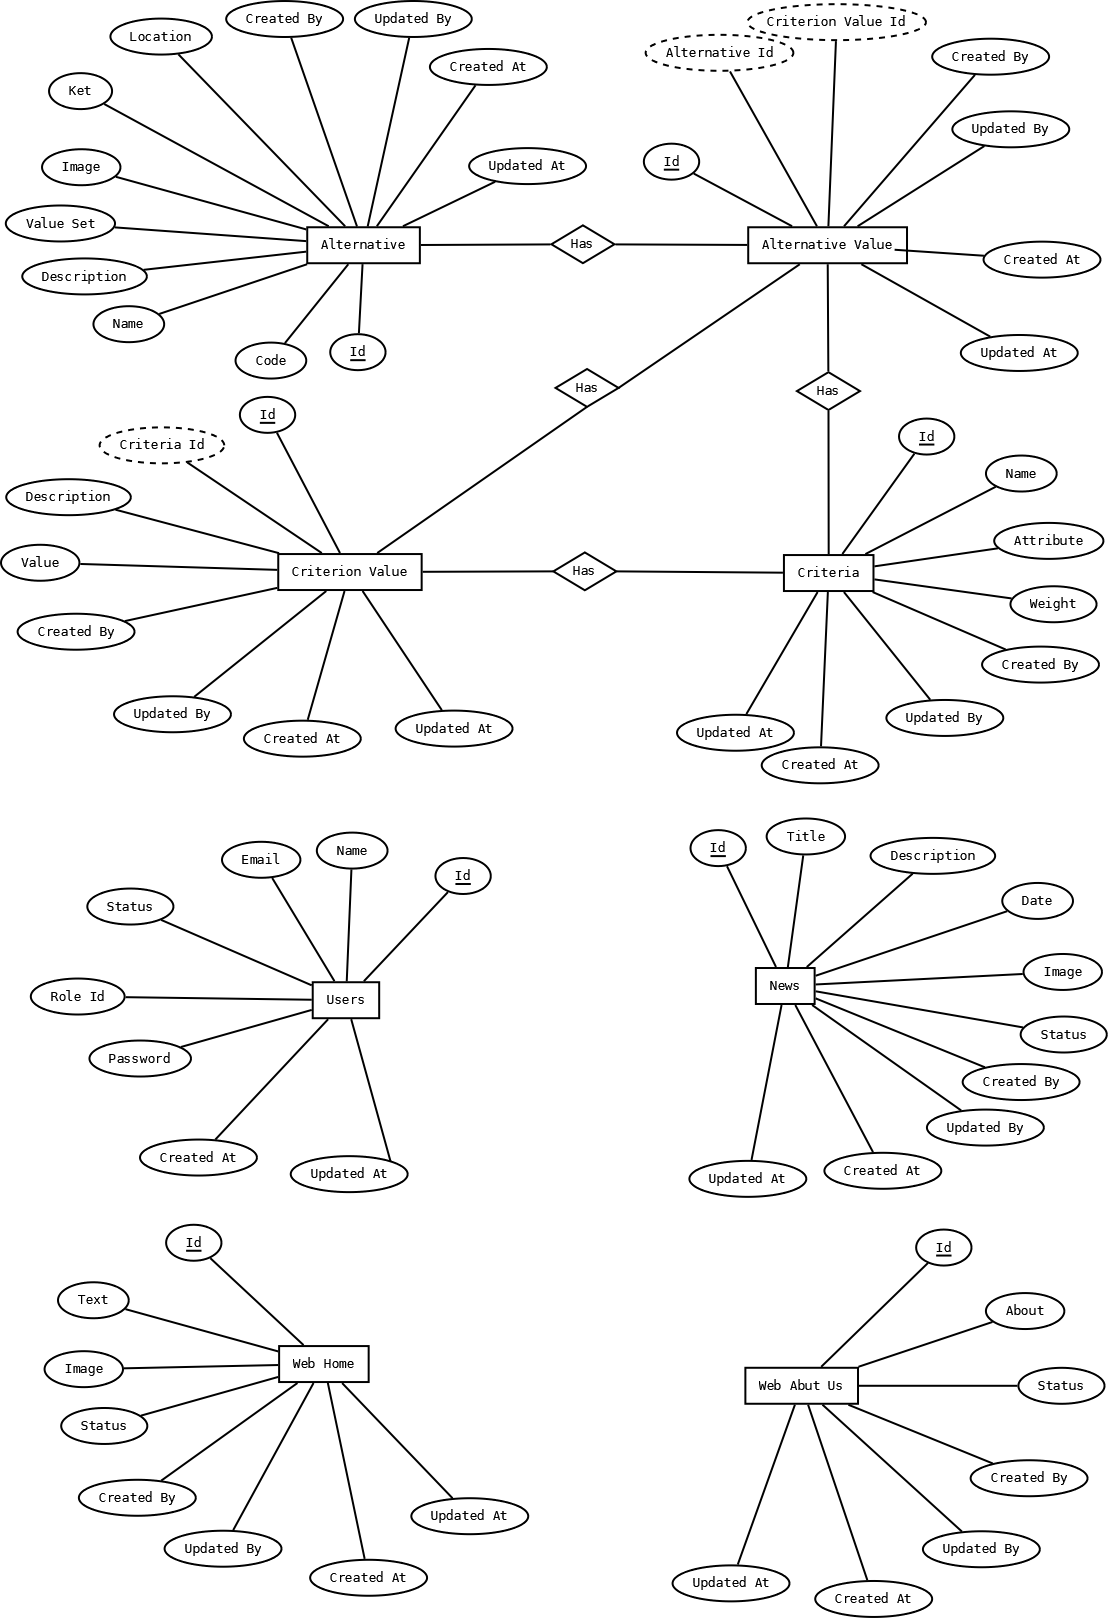 Location
Created By
Updated By
Created At
Ket
Image
Updated At
Value Set
Description
Name
Code
Id
Alternative
Has
Criterion Value Id
Alternative Id
Created By
Updated By
Id
Alternative Value
Created At
Updated At
Has
Has
Id
Criteria Id
Description
Value
Criterion Value
Created By
Updated By
Created At
Updated At
Has
Id
Name
Attribute
Criteria
Weight
Created By
Updated By
Updated At
Created At
Email
Name
Id
Status
Role Id
Users
Password
Created At
Updated At
Id
Title
Description
Date
Image
News
Status
Created By
Updated By
Created At
Updated At
Id
Text
Web Home
Image
Status
Created By
Updated By
Created At
Updated At
Id
About
Web Abut Us
Status
Created By
Updated By
Updated At
Created At